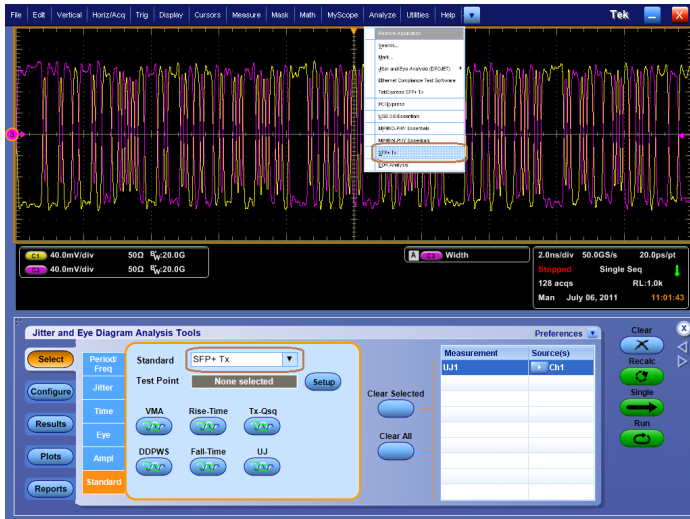 File Edit Vertical Horiz/Acq Trig Display Cursors Measure Mask Math MyScope Analyze Utilities Help Tek X
Search...
Mark...
Jitter and Eye Analysis (DPOJET)
Ethernet Compliance Test Software
TekExpress SFP+ Tx
PCI Express
USB 3.0 Essentials
SFP+ Tx
C1 40.0mV/div 50Ω BW:20.0G
C3 40.0mV/div 50Ω BW:20.0G
A C3 Width
2.0ns/div 50.0GS/s 20.0ps/pt
Stopped Single Seq
128 acqs RL:1.0k
Man July 06, 2011 11:01:43
Jitter and Eye Diagram Analysis Tools
Preferences
Clear
X
Select
Configure
Results
Plots
Reports
Period/
Freq
Jitter
Time
Eye
Ampl
Standard
Standard SFP+ Tx
Test Point None selected Setup
VMA Rise-Time Tx-Qsq
DDPWS Fall-Time UJ
Clear Selected
Clear All
Measurement Source(s)
UJ1 Ch1
Recalc
Single
Run